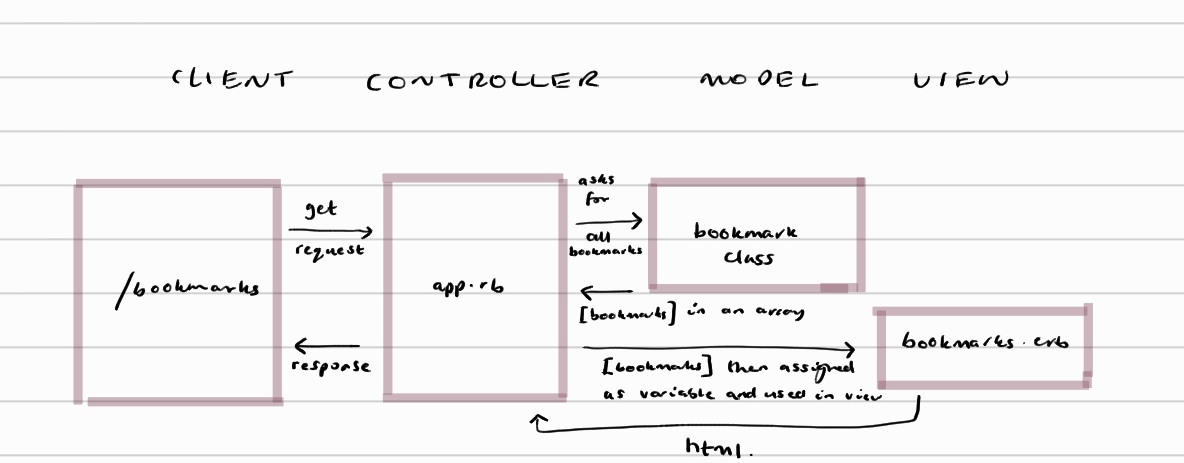 CLIENT CONTROLLER MODEL VIEW
/bookmarks
get
request
response
app.rb
asks
for
all
bookmarks
bookmark
class
[bookmarks] in an array
[bookmarks] then assigned
as variable and used in view
bookmarks.erb
html.